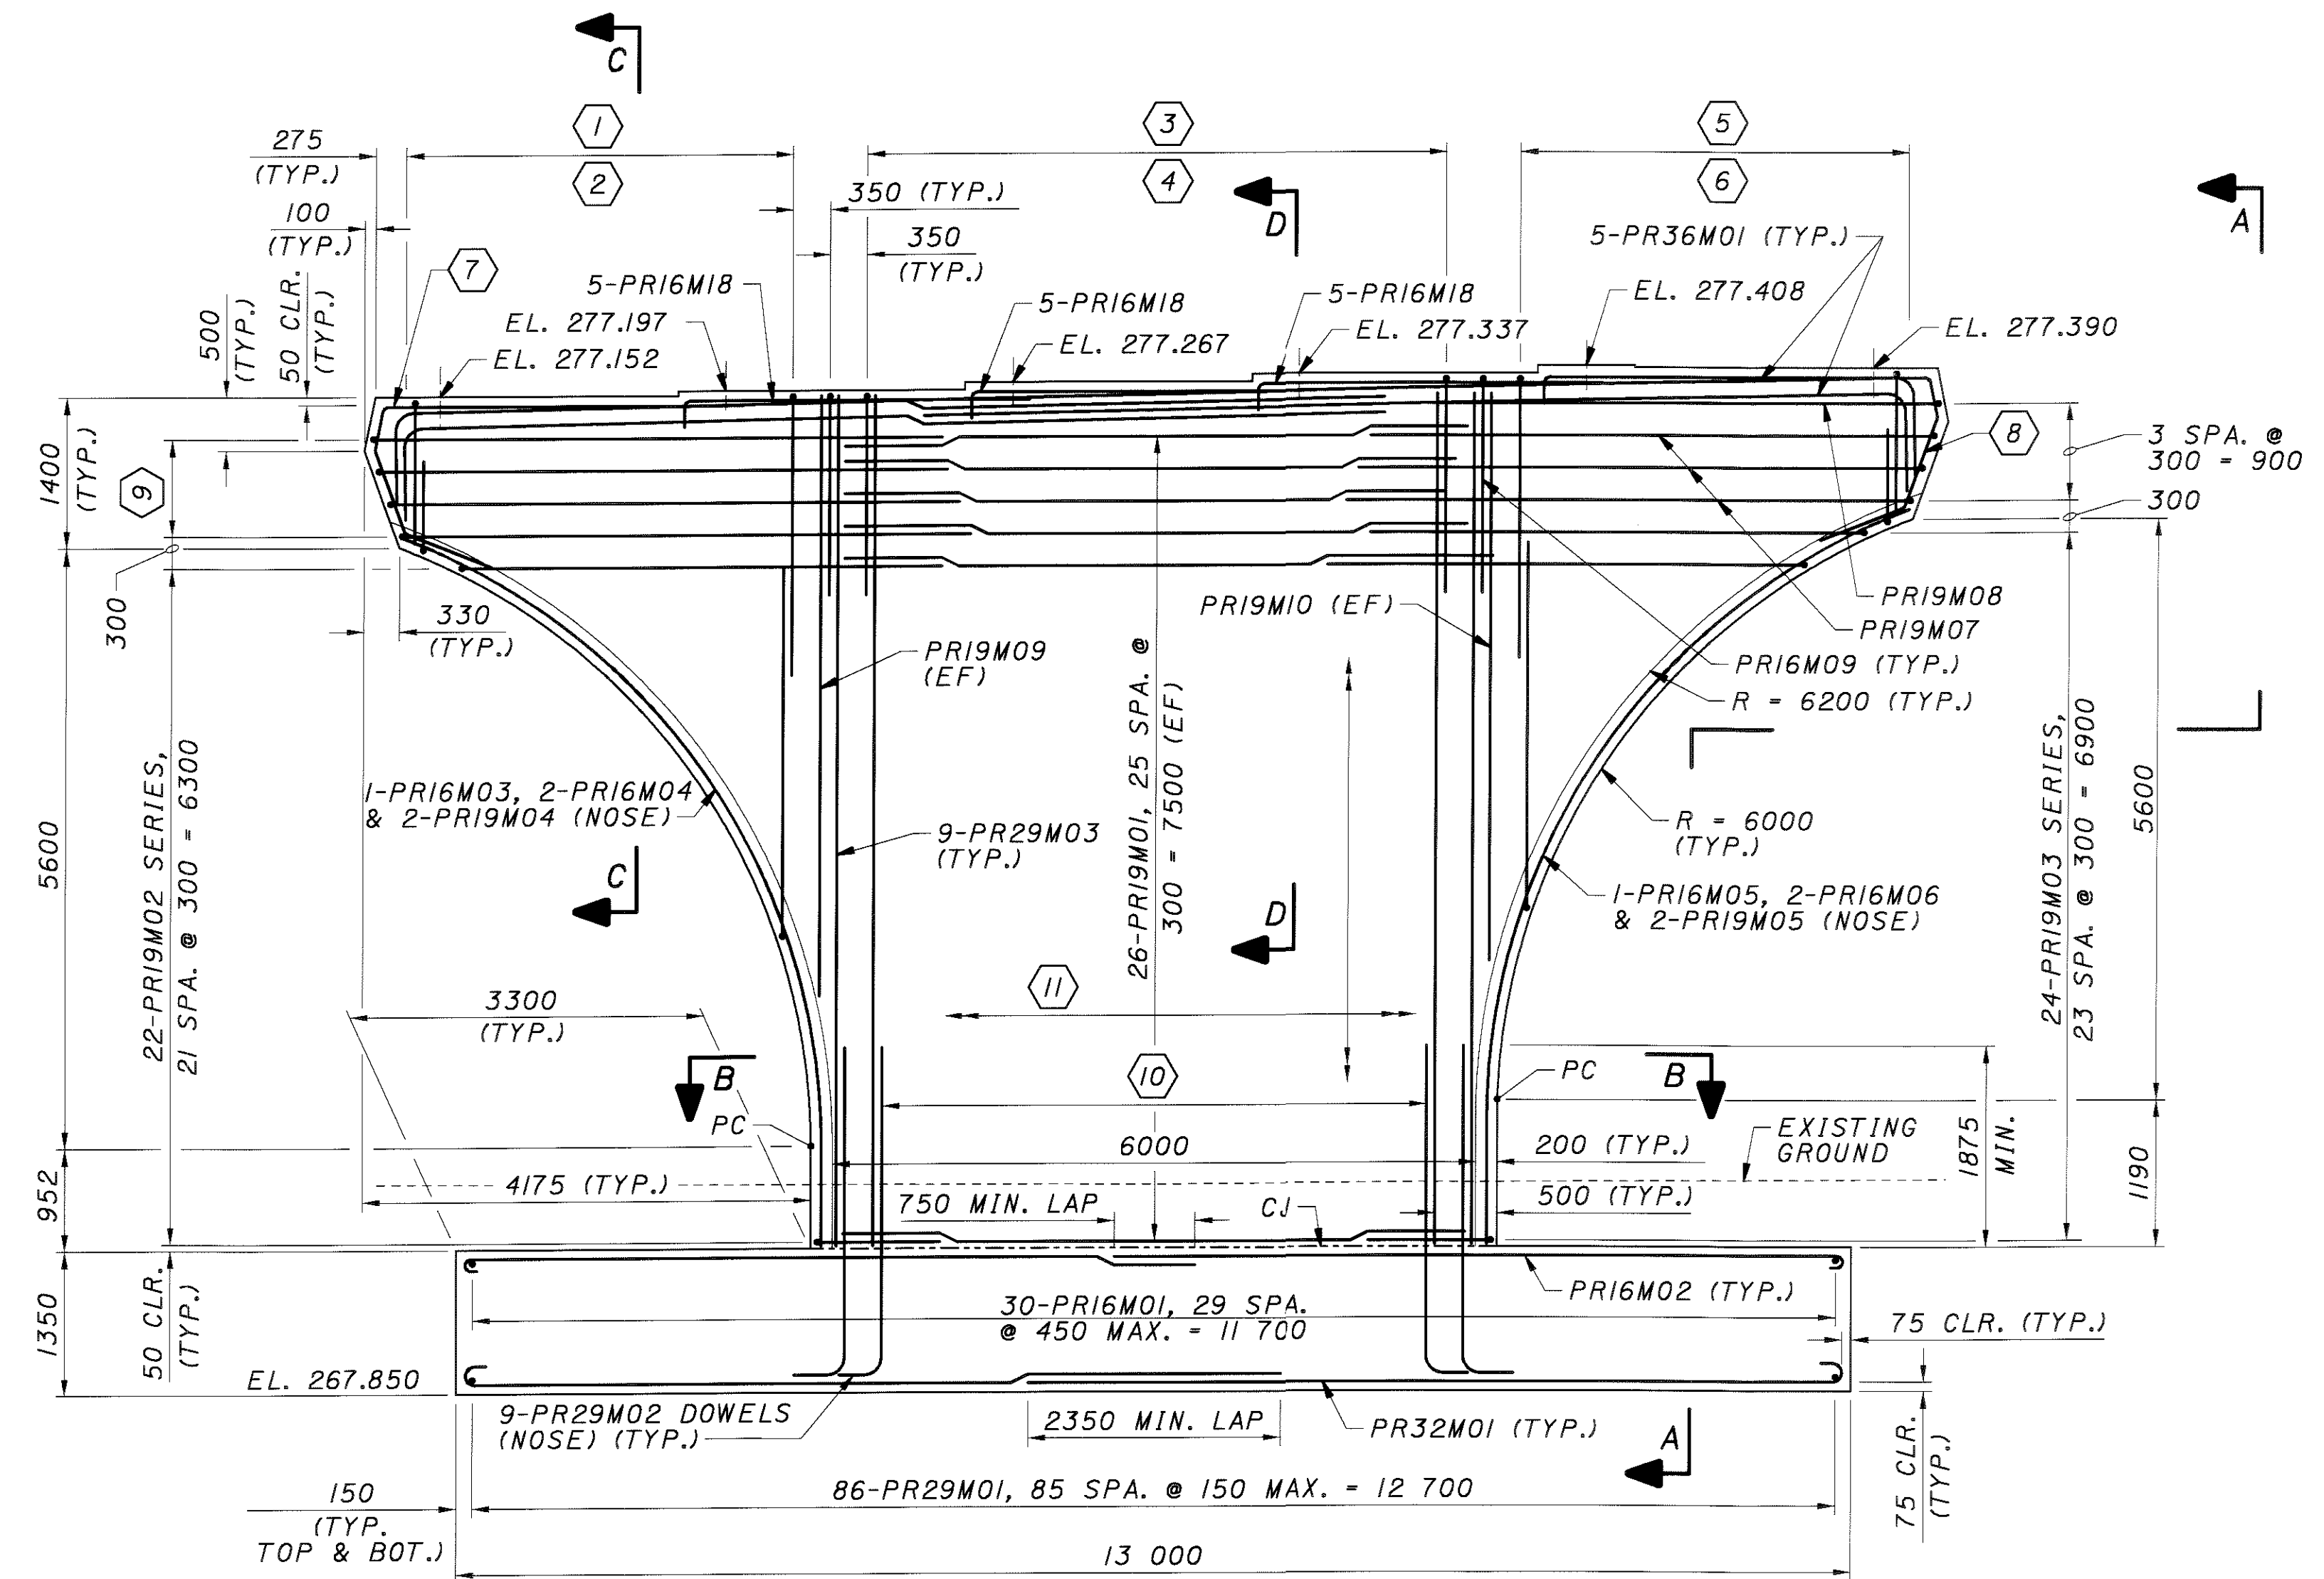 C
1
3
5
275
(TYP.)
2
4
6
350 (TYP.)
100
(TYP.)
D
A
350
(TYP.)
5-PR36M01 (TYP.)
7
5-PR16M18
5-PR16M18
5-PR16M18
EL. 277.408
500
(TYP.)
50 CLR.
(TYP.)
EL. 277.197
EL. 277.267
EL. 277.337
EL. 277.390
EL. 277.152
1400
(TYP.)
9
8
3 SPA. @
300 = 900
300
300
330
(TYP.)
PR19M09
(EF)
PR19M10 (EF)
PR19M08
PR19M07
PR16M09 (TYP.)
R = 6200 (TYP.)
26-PR19M01, 25 SPA. @
300 = 7500 (EF)
22-PR19M02 SERIES,
21 SPA. @ 300 = 6300
1-PR16M03, 2-PR16M04
& 2-PR19M04 (NOSE)
9-PR29M03
(TYP.)
R = 6000
(TYP.)
5600
5600
C
D
1-PR16M05, 2-PR16M06
& 2-PR19M05 (NOSE)
24-PR19M03 SERIES,
23 SPA. @ 300 = 6900
3300
(TYP.)
11
B
10
PC
B
PC
6000
200 (TYP.)
EXISTING
GROUND
1875
MIN.
952
4175 (TYP.)
750 MIN. LAP
CJ
500 (TYP.)
1190
1350
50 CLR.
(TYP.)
30-PR16M01, 29 SPA.
@ 450 MAX. = 11 700
PR16M02 (TYP.)
75 CLR. (TYP.)
EL. 267.850
9-PR29M02 DOWELS
(NOSE) (TYP.)
2350 MIN. LAP
PR32M01 (TYP.)
A
75 CLR.
(TYP.)
150
(TYP.
TOP & BOT.)
86-PR29M01, 85 SPA. @ 150 MAX. = 12 700
13 000